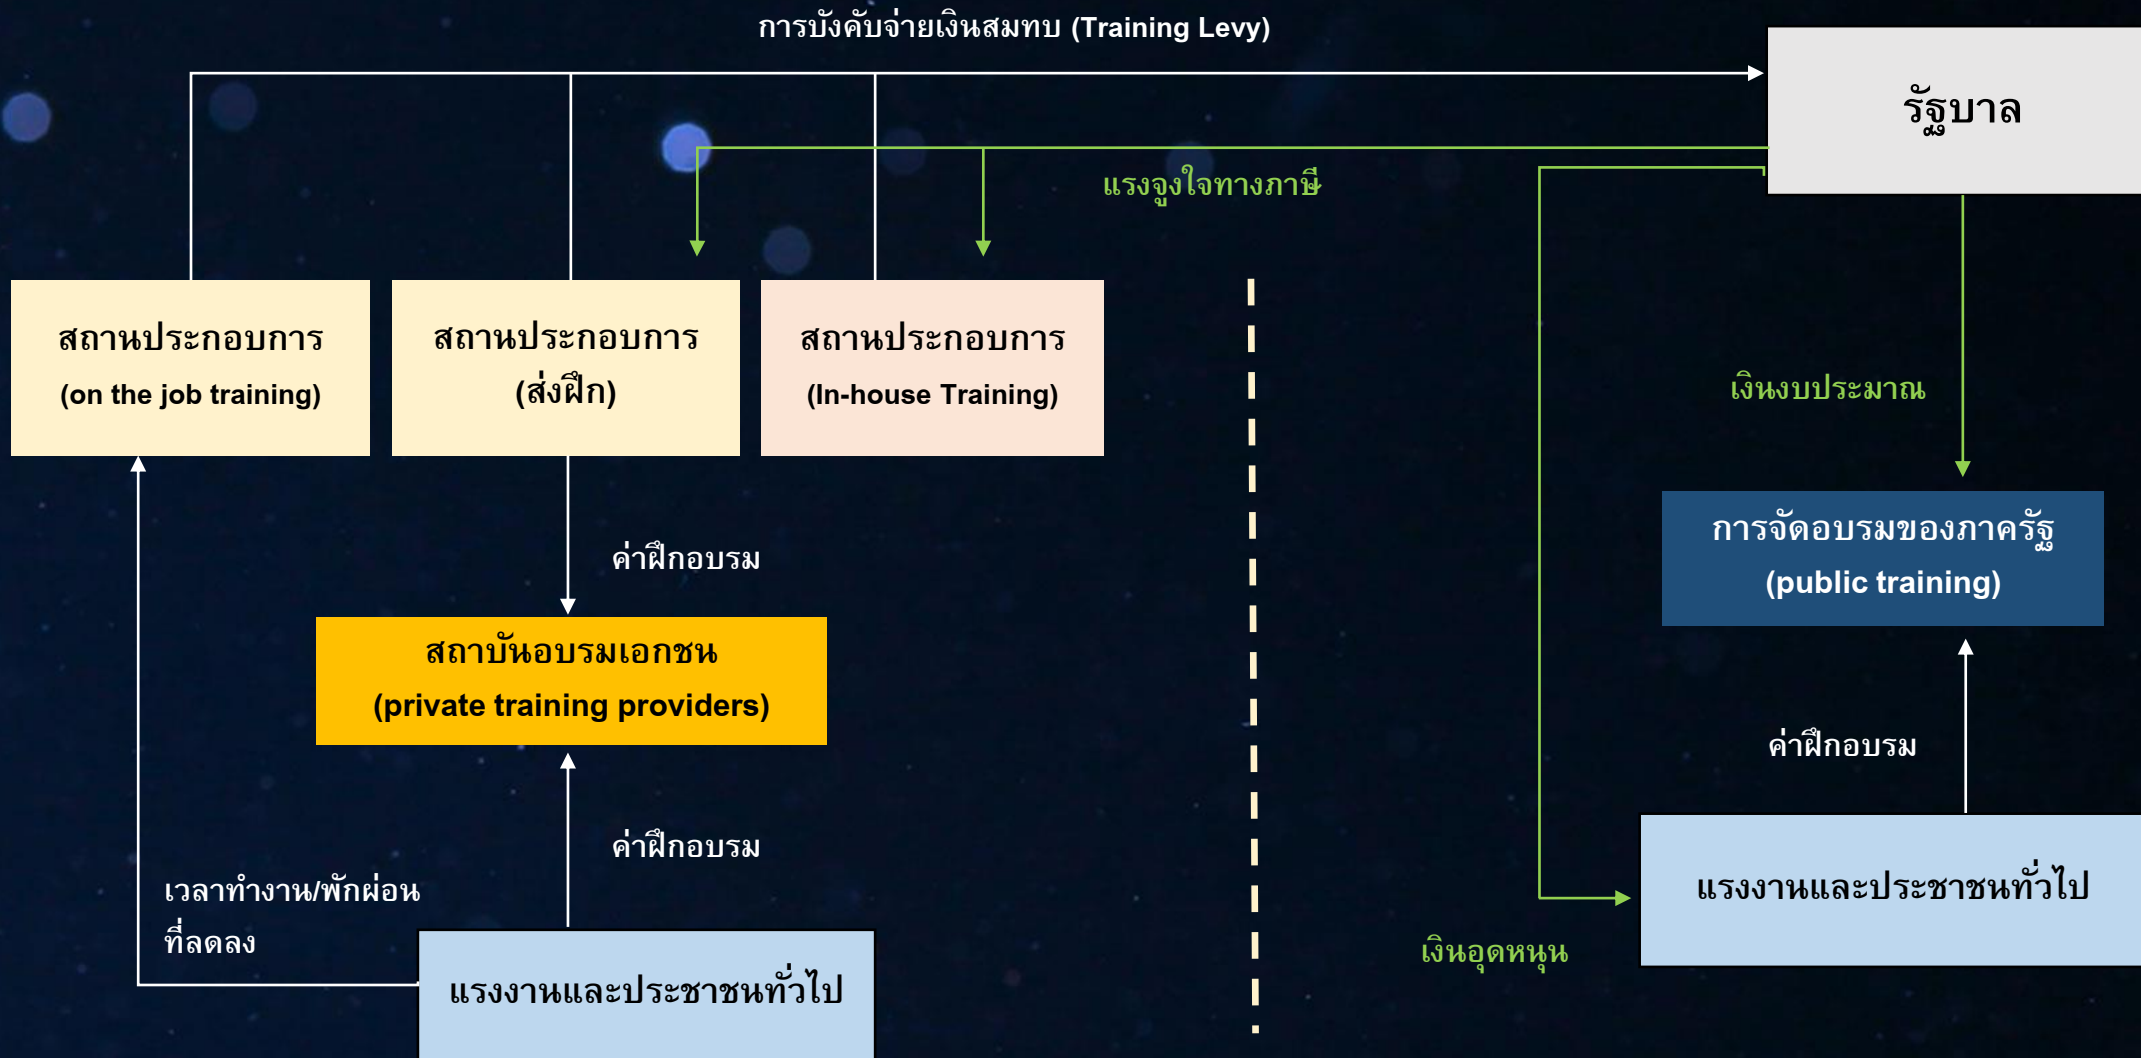 การบังคับจ่ายเงินสมทบ (Training Levy)
รัฐบาล
แรงจูงใจทางภาษี
สถานประกอบการ
(on the job training)
สถานประกอบการ
(ส่งฝึก)
สถานประกอบการ
(In-house Training)
เงินงบประมาณ
การจัดอบรมของภาครัฐ
(public training)
ค่าฝึกอบรม
สถาบันอบรมเอกชน
(private training providers)
ค่าฝึกอบรม
ค่าฝึกอบรม
เวลาทำงาน/พักผ่อน
ที่ลดลง
แรงงานและประชาชนทั่วไป
เงินอุดหนุน
แรงงานและประชาชนทั่วไป